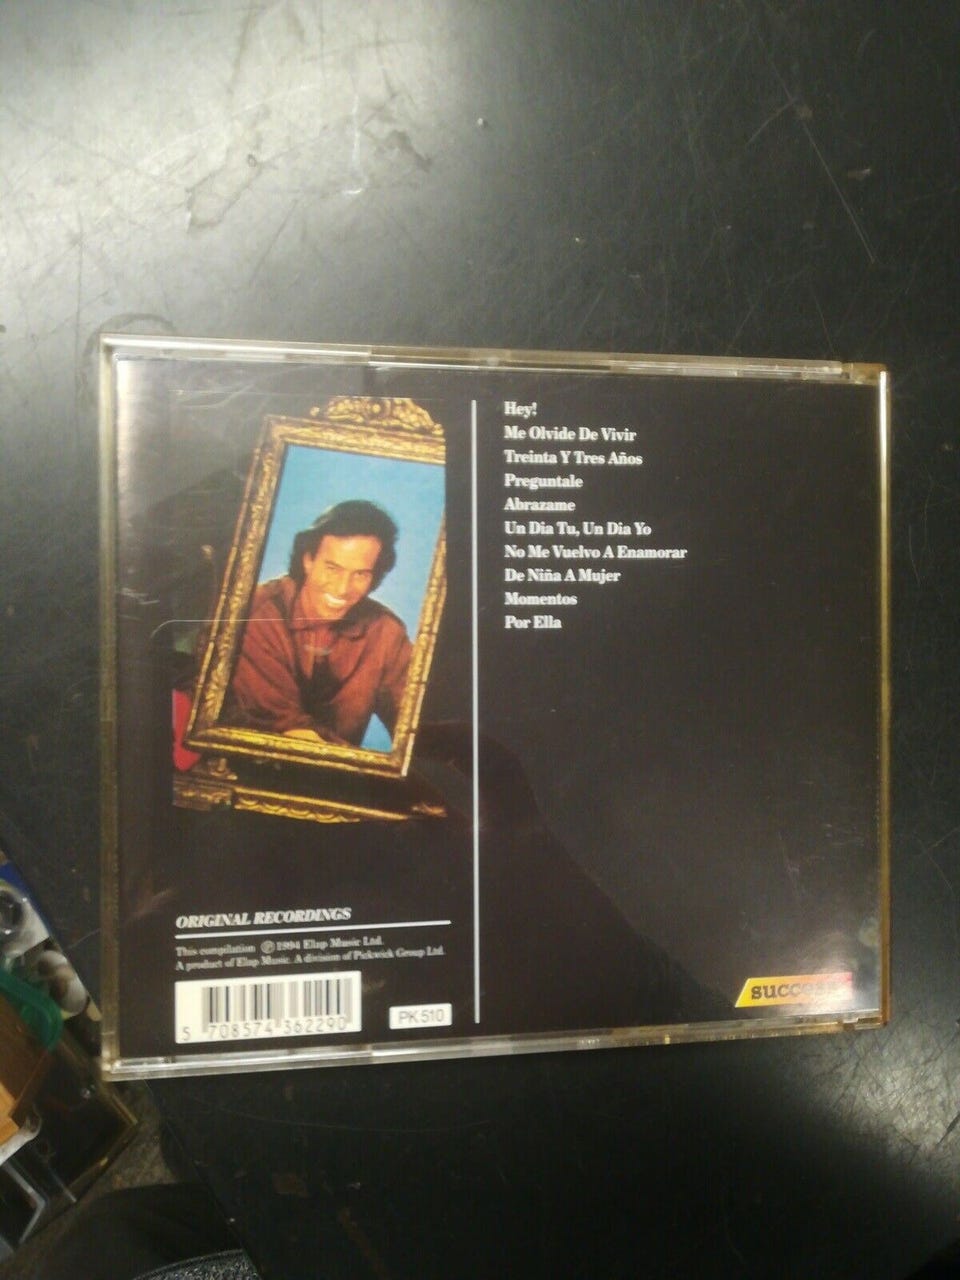 Hey!
Me Olvide De Vivir
Treinta Y Tres Años
Preguntale
Abrazame
Un Dia Tu, Un Dia Yo
No Me Vuelvo A Enamorar
De Niña A Mujer
Momentos
Por Ella
ORIGINAL RECORDINGS
This compilation ℗ 1994 Elap Music Ltd.
A product of Elap Music. A division of Pickwick Group Ltd.
5 708574 362290
PK 510
success